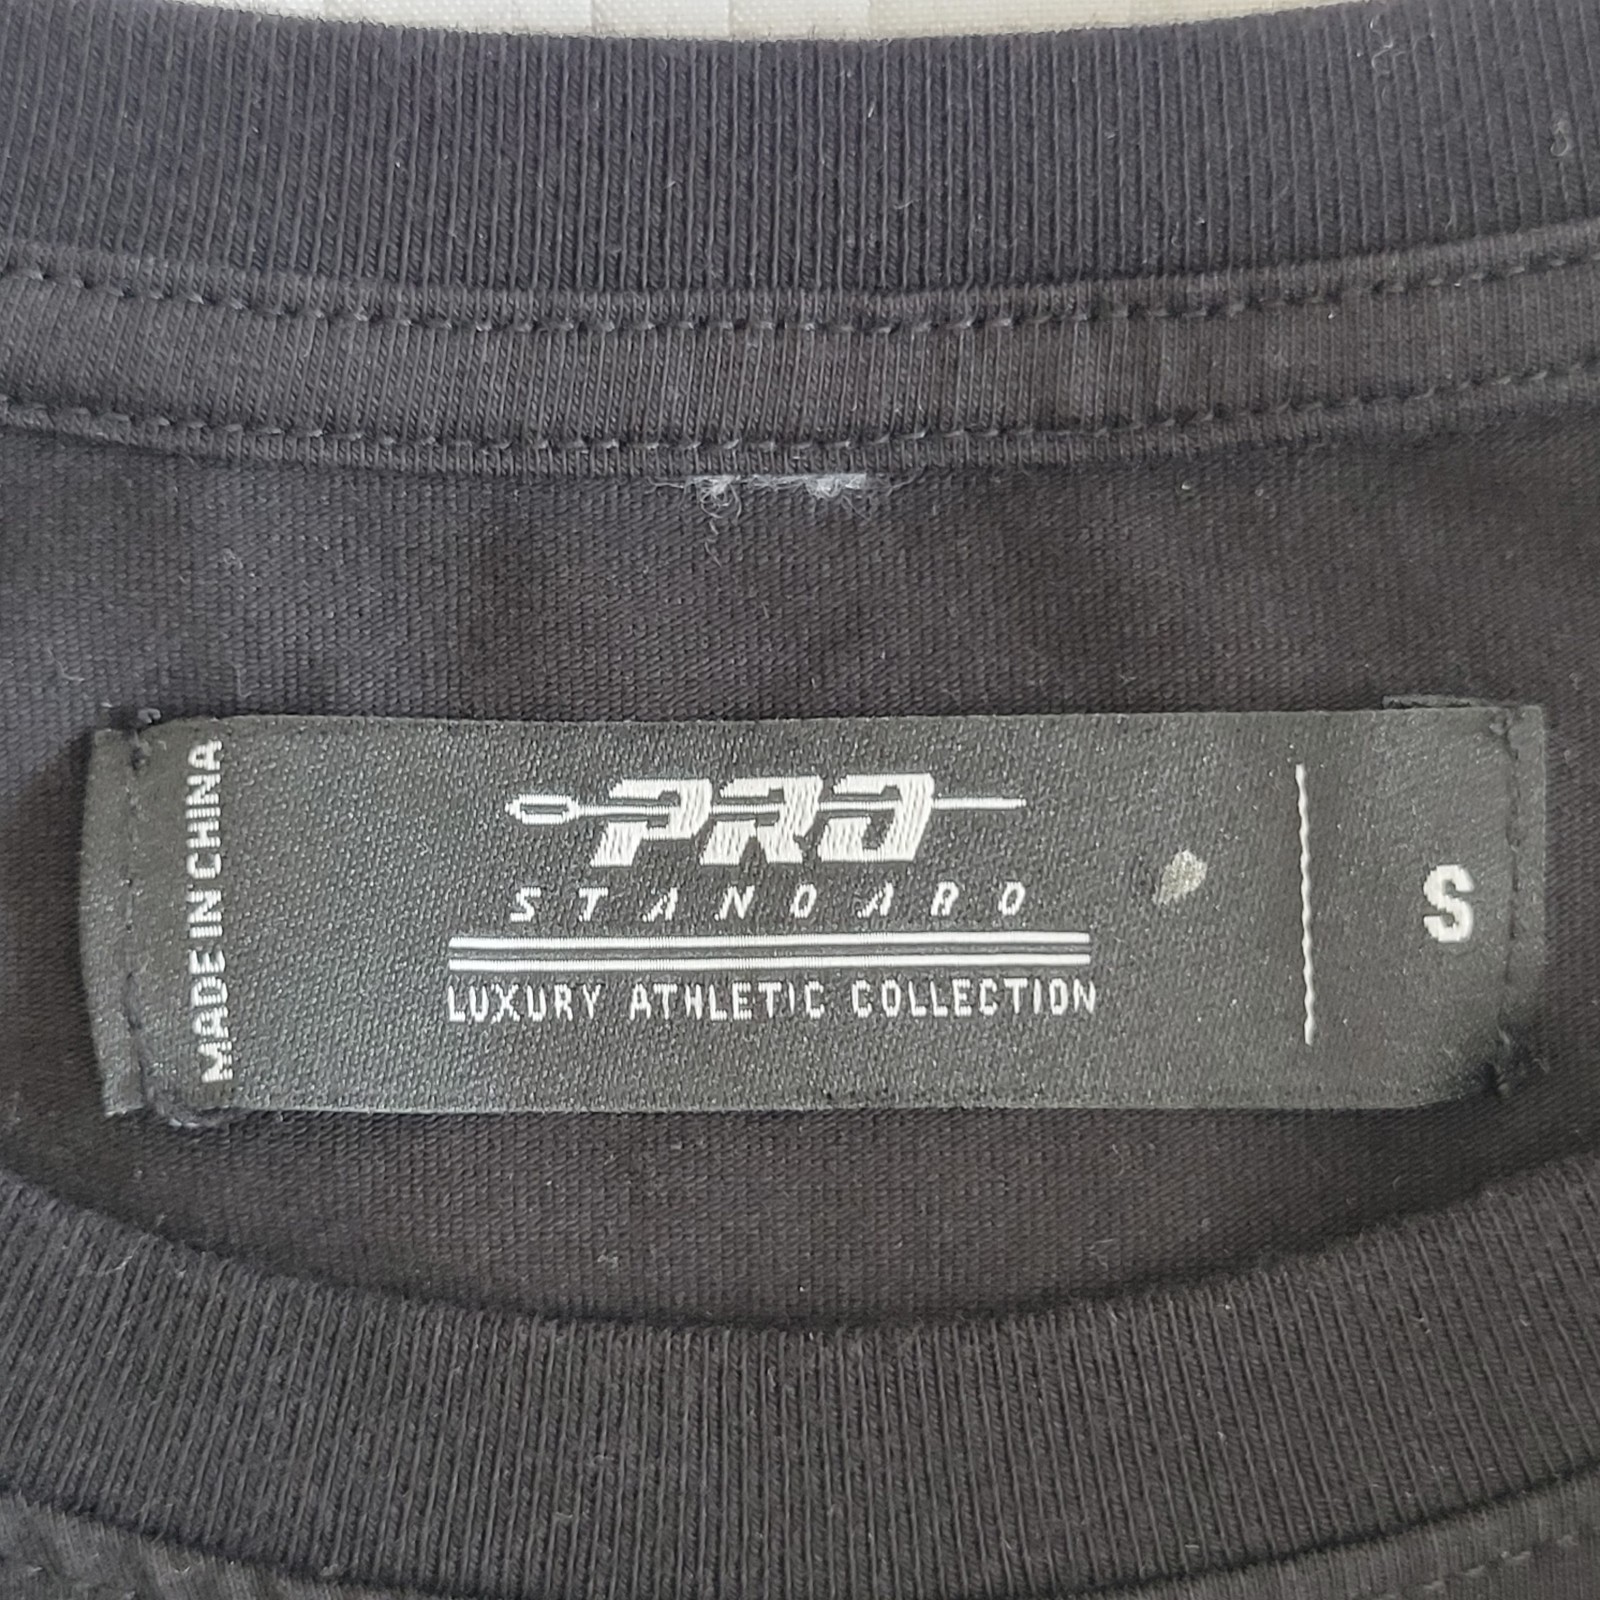 MADE IN CHINA
PRO
STANDARD
LUXURY ATHLETIC COLLECTION
S